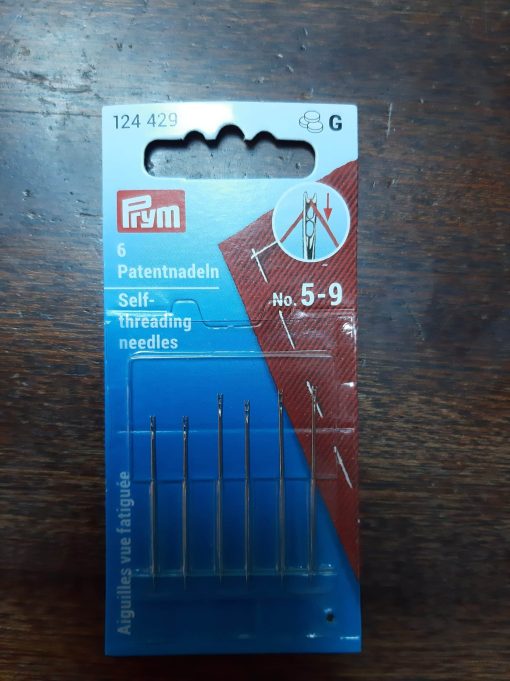 124 429
G
Prym
6
Patentnadeln
Self-
threading
needles
No. 5-9
Aiguilles vue fatiguée